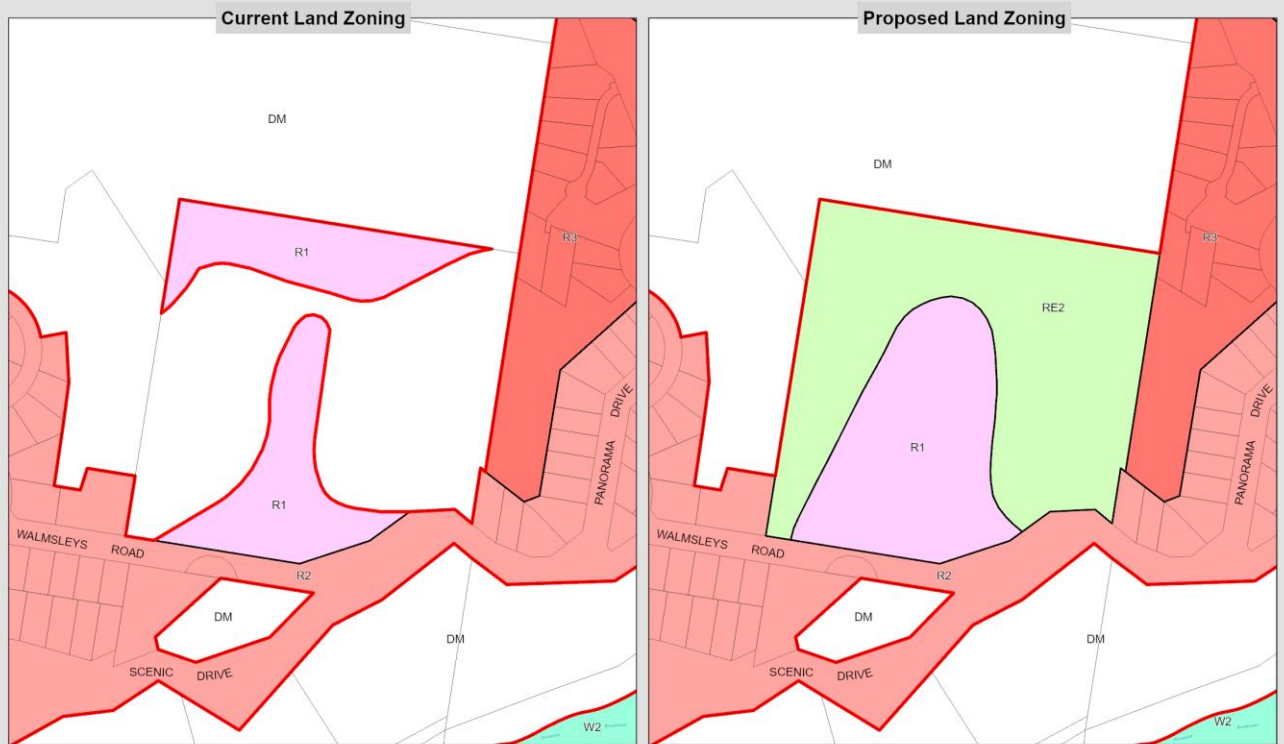 Current Land Zoning
DM
R1
R3
R1
PANORAMA DRIVE
WALMSLEYS ROAD
R2
DM
DM
SCENIC DRIVE
W2
Proposed Land Zoning
DM
R3
RE2
R1
PANORAMA DRIVE
WALMSLEYS ROAD
R2
DM
DM
SCENIC DRIVE
W2